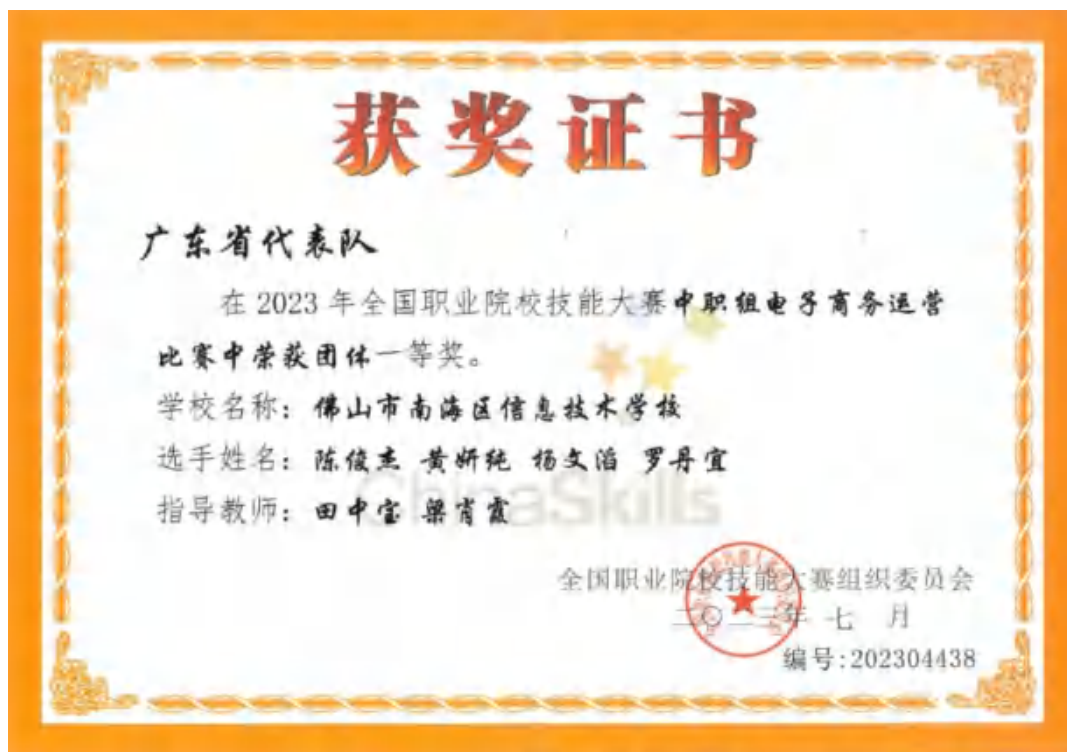 获奖证书
广东省代表队
在 2023 年全国职业院校技能大赛中职组电子商务运营
比赛中荣获团体一等奖。
学校名称：佛山市南海区信息技术学校
选手姓名：陈俊杰 黄妍纯 杨文滔 罗丹宜
指导教师：田中宝 梁肖霞
ChinaSkills
全国职业院校技能大赛组织委员会
二〇二三年 七 月
编号:202304438